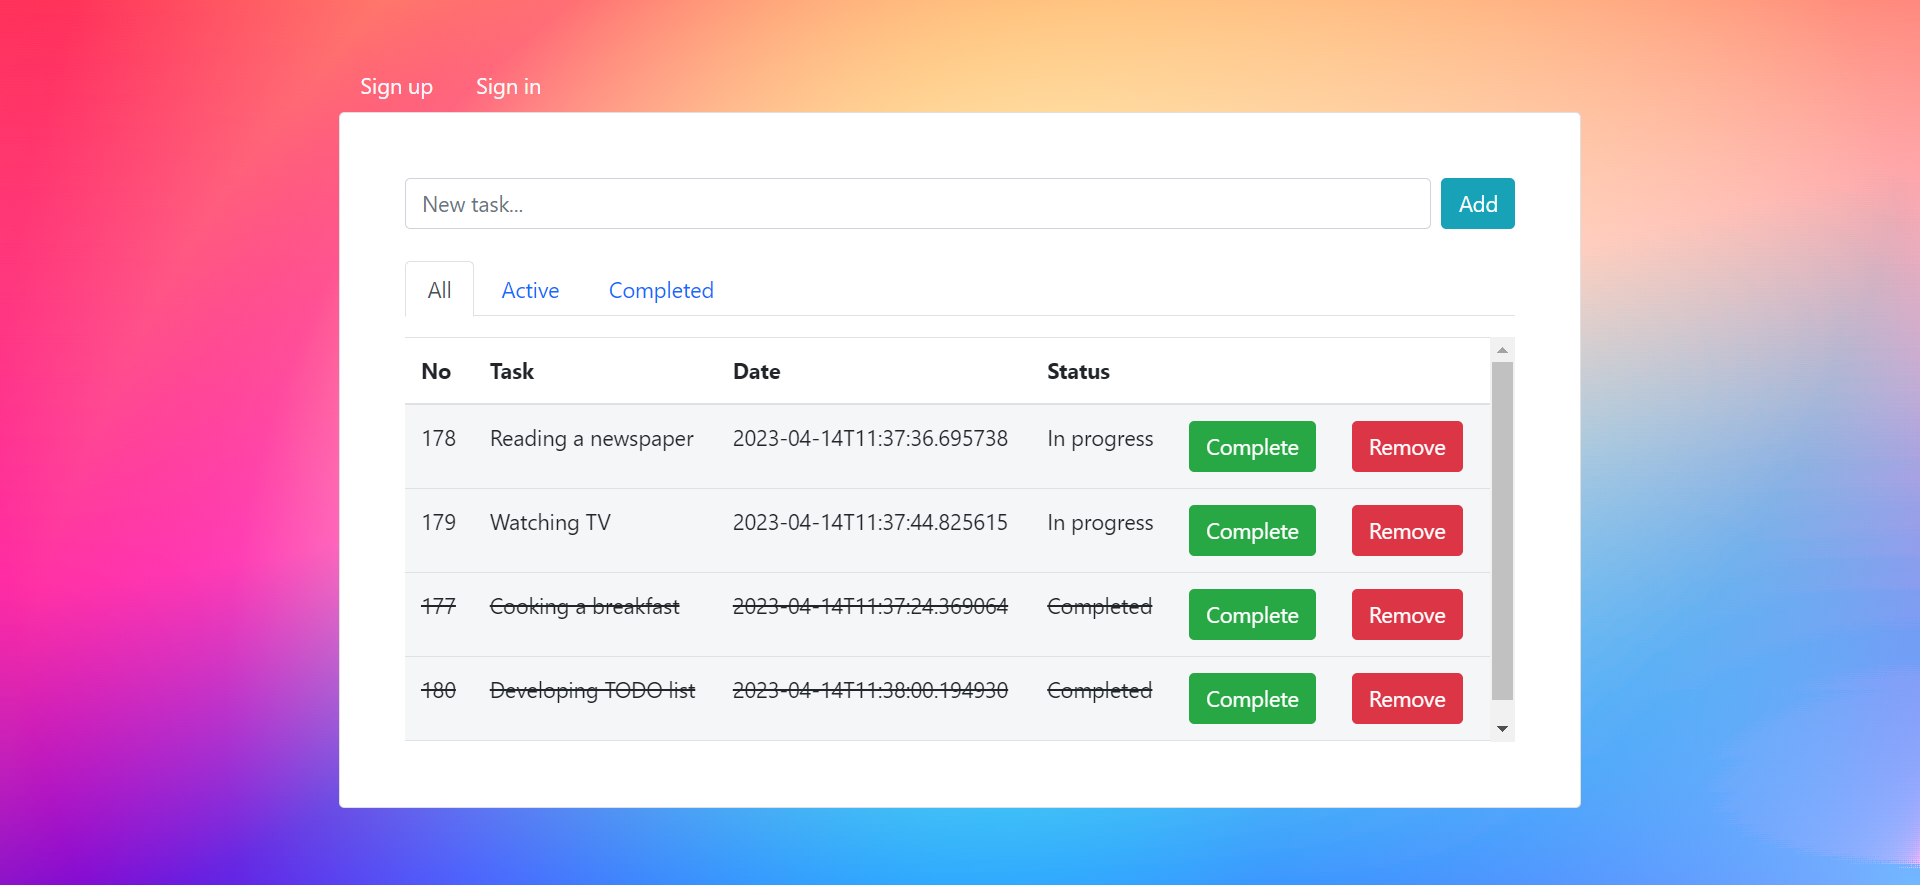 Sign up Sign in
New task... Add
All Active Completed
No Task Date Status
178 Reading a newspaper 2023-04-14T11:37:36.695738 In progress Complete Remove
179 Watching TV 2023-04-14T11:37:44.825615 In progress Complete Remove
177 Cooking a breakfast 2023-04-14T11:37:24.369064 Completed Complete Remove
180 Developing TODO list 2023-04-14T11:38:00.194930 Completed Complete Remove